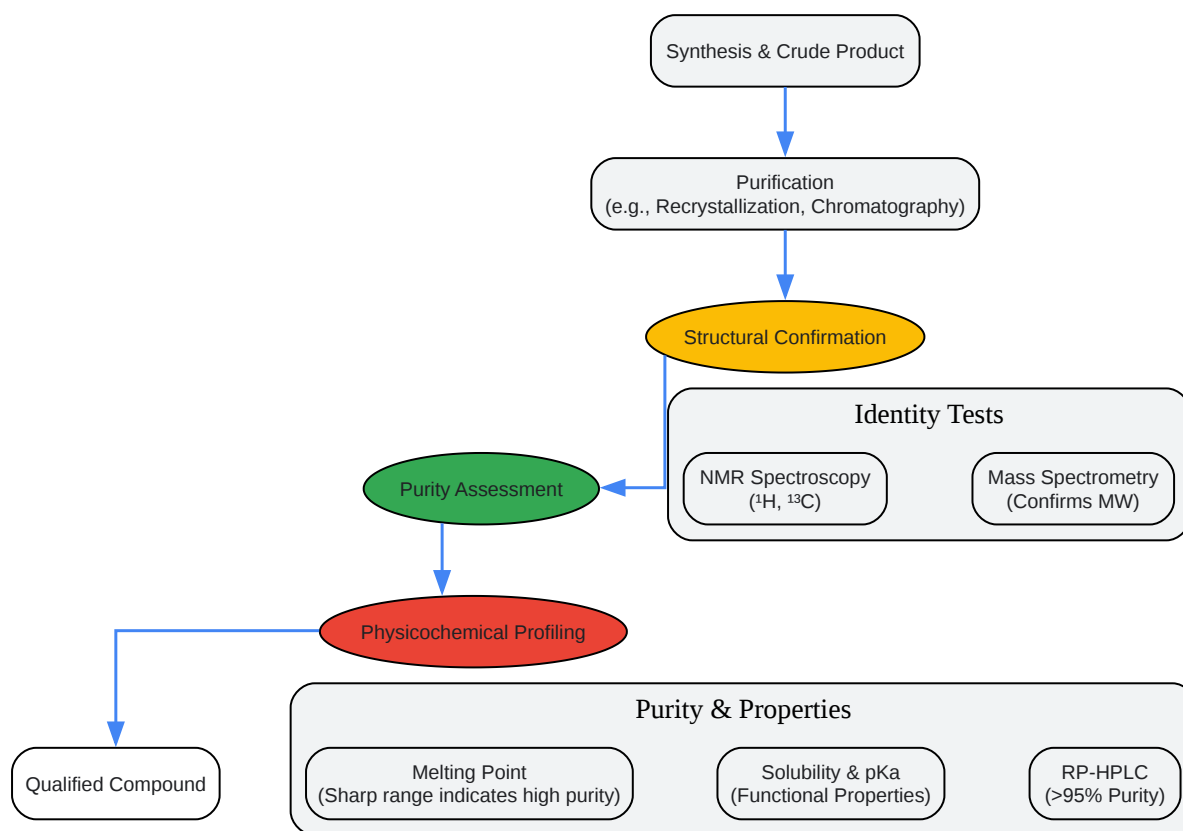 Synthesis & Crude Product
Purification
(e.g., Recrystallization, Chromatography)
Structural Confirmation
Identity Tests
NMR Spectroscopy
(¹H, ¹³C)
Mass Spectrometry
(Confirms MW)
Purity Assessment
Physicochemical Profiling
Purity & Properties
Qualified Compound
Melting Point
(Sharp range indicates high purity)
Solubility & pKa
(Functional Properties)
RP-HPLC
(>95% Purity)